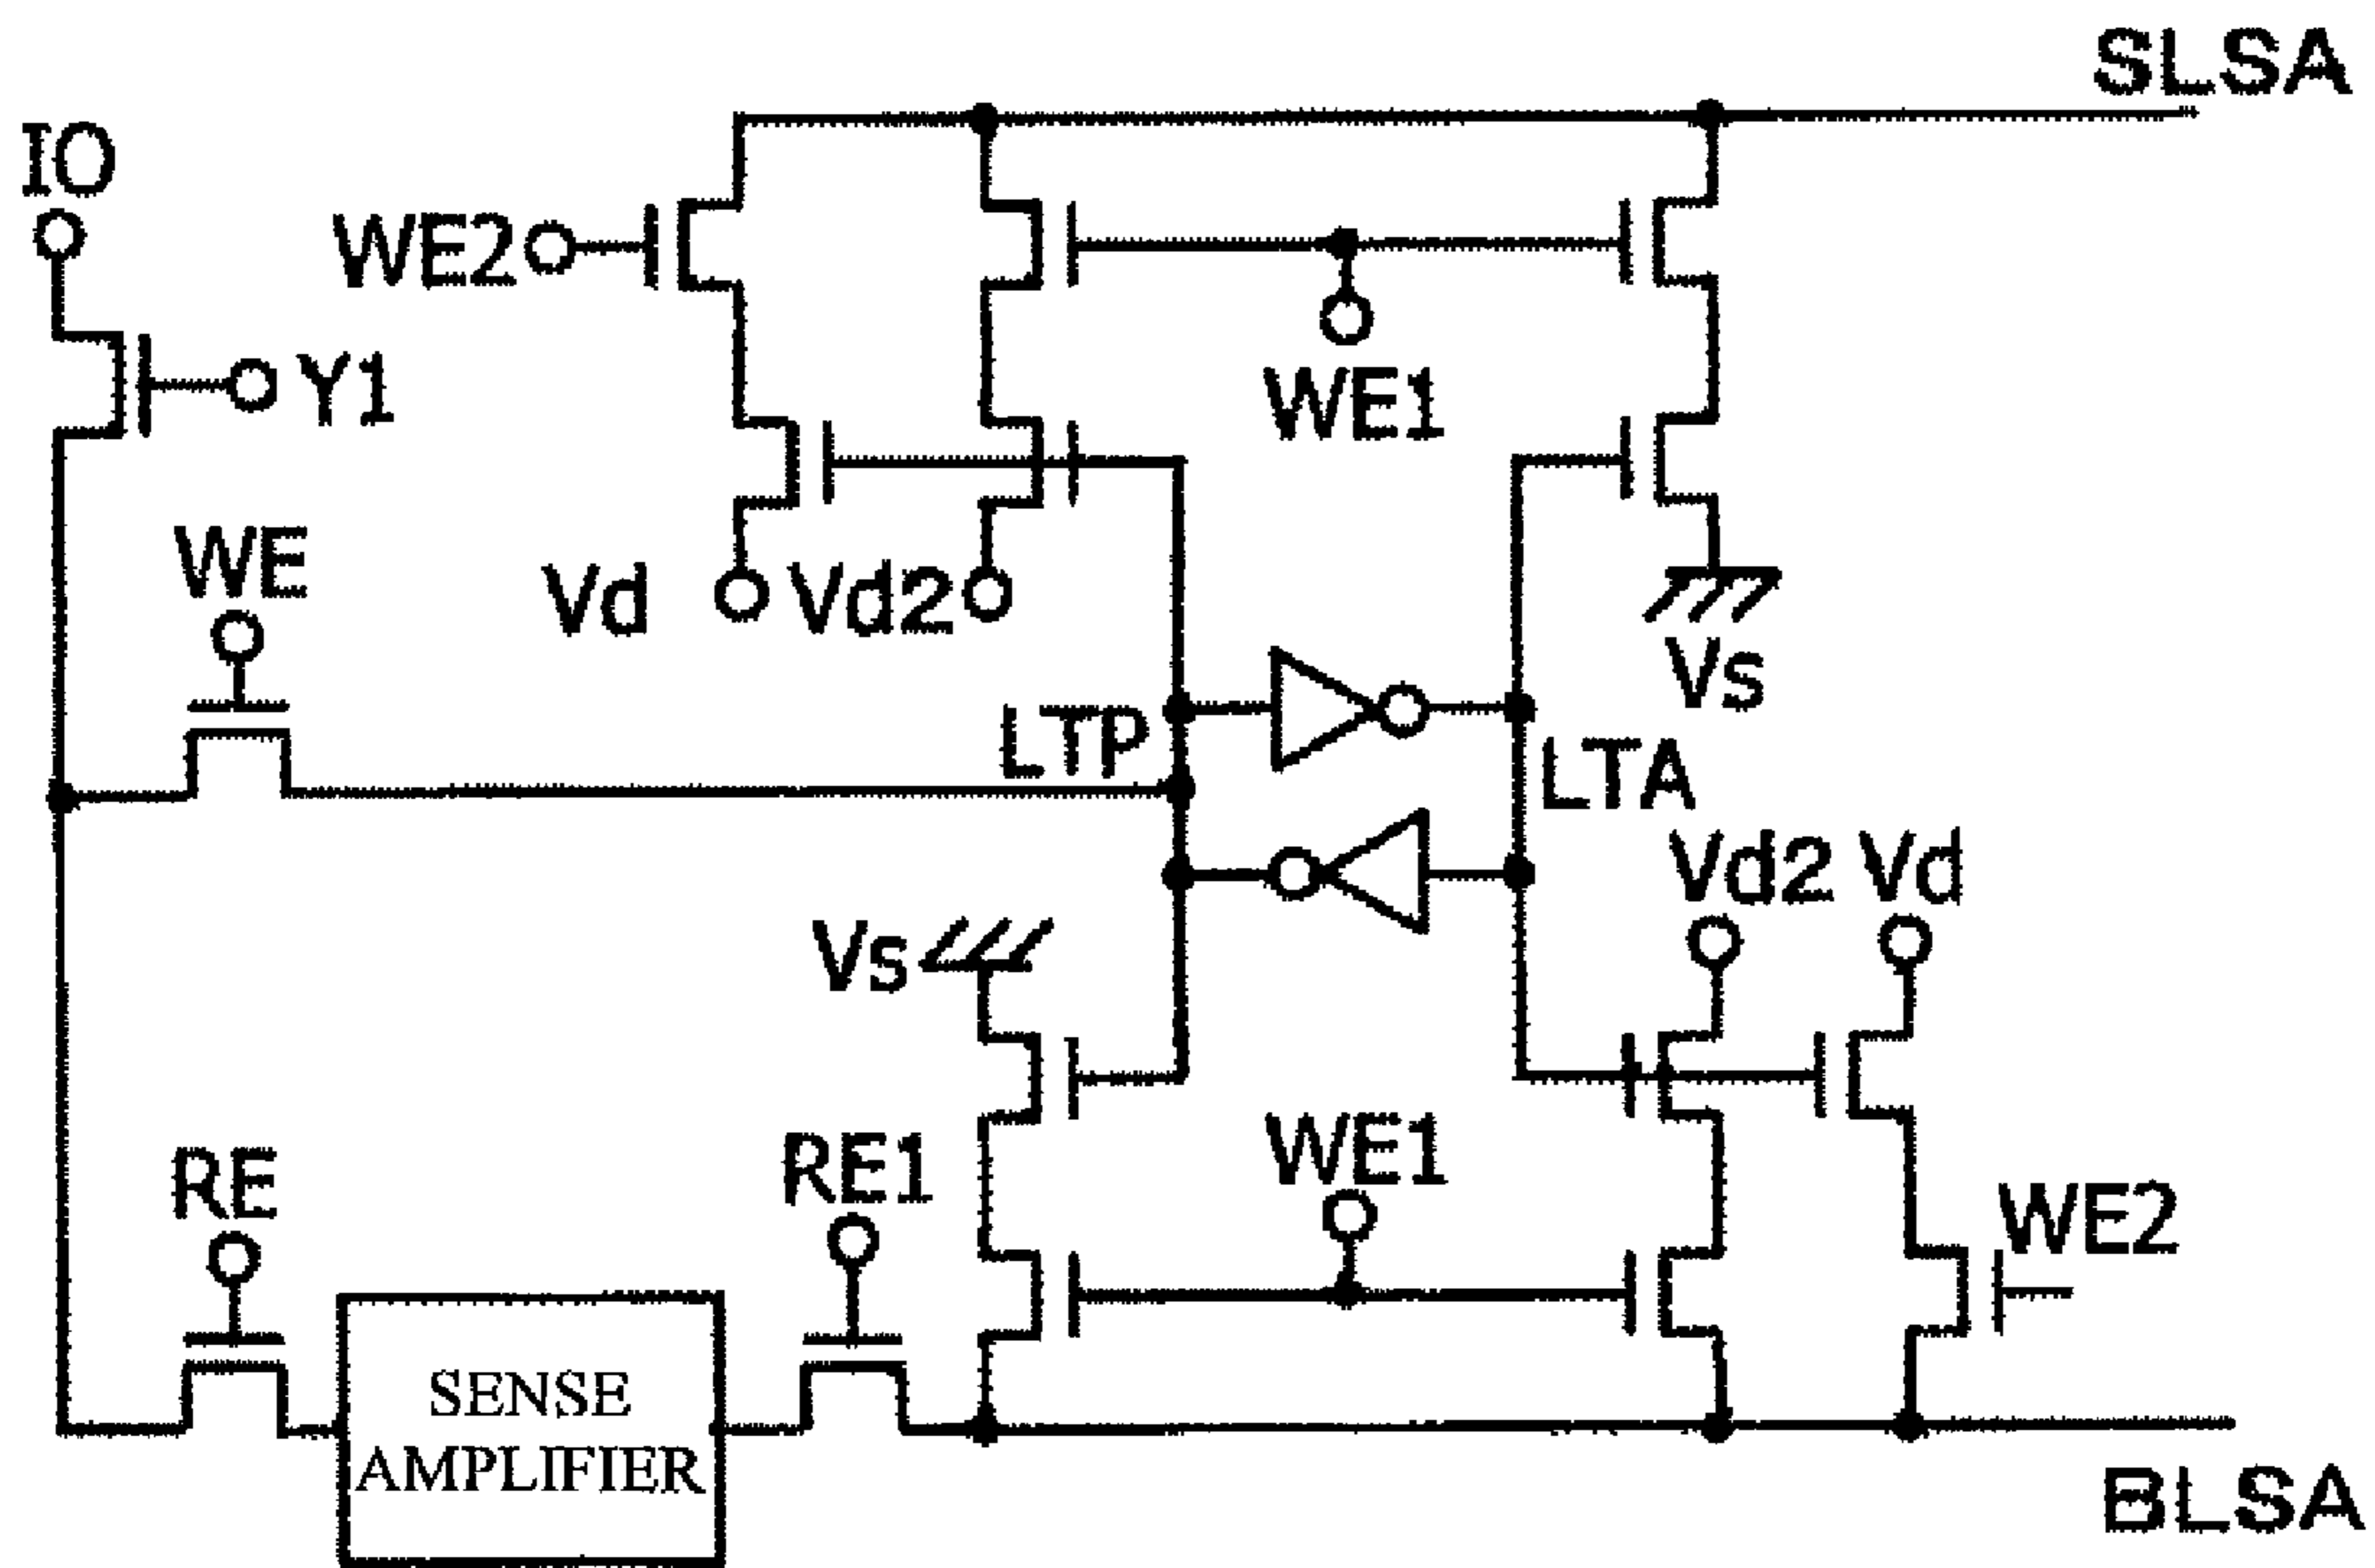 SLSA
IO
WE2
Y1
WE1
WE
Vd
Vd2
Vs
LTP
LTA
Vd2
Vd
Vs
RE
RE1
WE1
WE2
SENSE
AMPLIFIER
BLSA